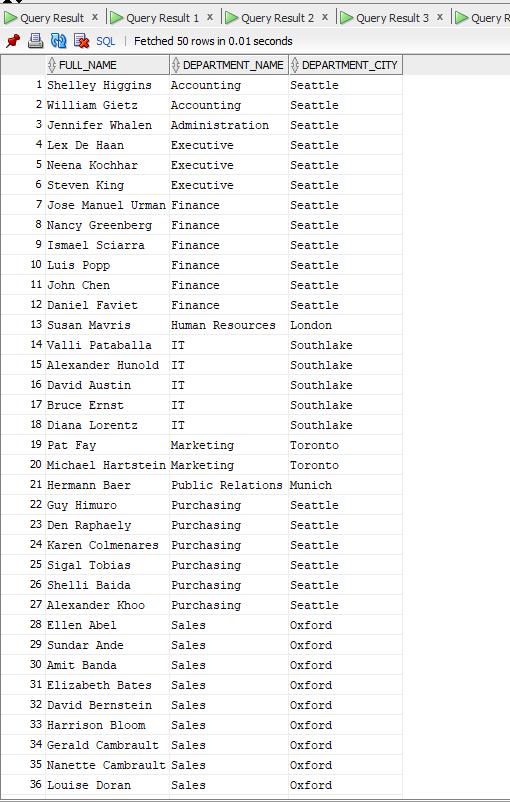 Query Result x Query Result 1 x Query Result 2 x Query Result 3 x Query R
SQL | Fetched 50 rows in 0.01 seconds
FULL_NAME DEPARTMENT_NAME DEPARTMENT_CITY
1 Shelley Higgins Accounting Seattle
2 William Gietz Accounting Seattle
3 Jennifer Whalen Administration Seattle
4 Lex De Haan Executive Seattle
5 Neena Kochhar Executive Seattle
6 Steven King Executive Seattle
7 Jose Manuel Urman Finance Seattle
8 Nancy Greenberg Finance Seattle
9 Ismael Sciarra Finance Seattle
10 Luis Popp Finance Seattle
11 John Chen Finance Seattle
12 Daniel Faviet Finance Seattle
13 Susan Mavris Human Resources London
14 Valli Pataballa IT Southlake
15 Alexander Hunold IT Southlake
16 David Austin IT Southlake
17 Bruce Ernst IT Southlake
18 Diana Lorentz IT Southlake
19 Pat Fay Marketing Toronto
20 Michael Hartstein Marketing Toronto
21 Hermann Baer Public Relations Munich
22 Guy Himuro Purchasing Seattle
23 Den Raphaely Purchasing Seattle
24 Karen Colmenares Purchasing Seattle
25 Sigal Tobias Purchasing Seattle
26 Shelli Baida Purchasing Seattle
27 Alexander Khoo Purchasing Seattle
28 Ellen Abel Sales Oxford
29 Sundar Ande Sales Oxford
30 Amit Banda Sales Oxford
31 Elizabeth Bates Sales Oxford
32 David Bernstein Sales Oxford
33 Harrison Bloom Sales Oxford
34 Gerald Cambrault Sales Oxford
35 Nanette Cambrault Sales Oxford
36 Louise Doran Sales Oxford